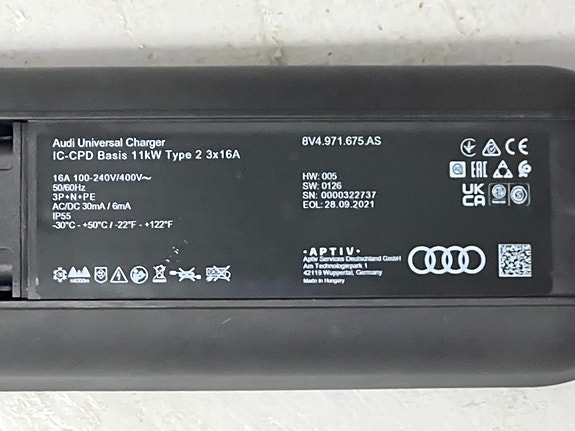 Audi Universal Charger
IC-CPD Basis 11kW Type 2 3x16A
16A 100-240V/400V~
50/60Hz
3P+N+PE
AC/DC 30mA / 6mA
IP55
-30°C - +50°C / -22°F - +122°F
8V4.971.675.AS
HW: 005
SW: 0126
SN: 0000322737
EOL: 28.09.2021
CE
EAC
UK
CA
·APTIV·
Aptiv Services Deutschland GmbH
Am Technologiepark 1
42119 Wuppertal, Germany
Made in Hungary